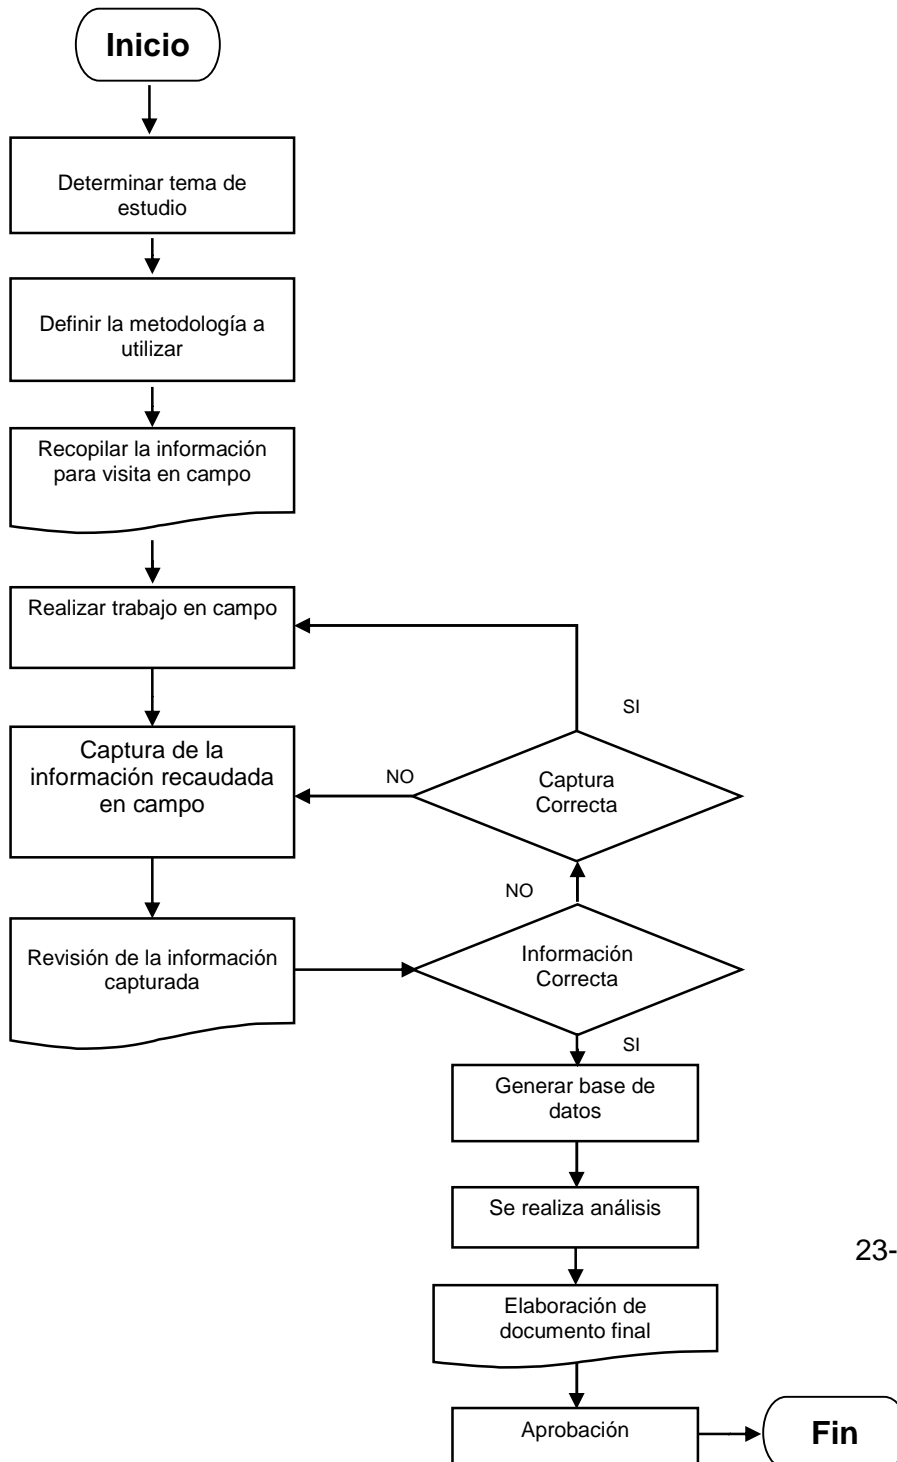 Inicio
Determinar tema de
estudio
Definir la metodología a
utilizar
Recopilar la información
para visita en campo
Realizar trabajo en campo
SI
Captura de la
información recaudada
en campo
NO
Captura
Correcta
NO
Revisión de la información
capturada
Información
Correcta
SI
Generar base de
datos
Se realiza análisis
23-
Elaboración de
documento final
Aprobación
Fin